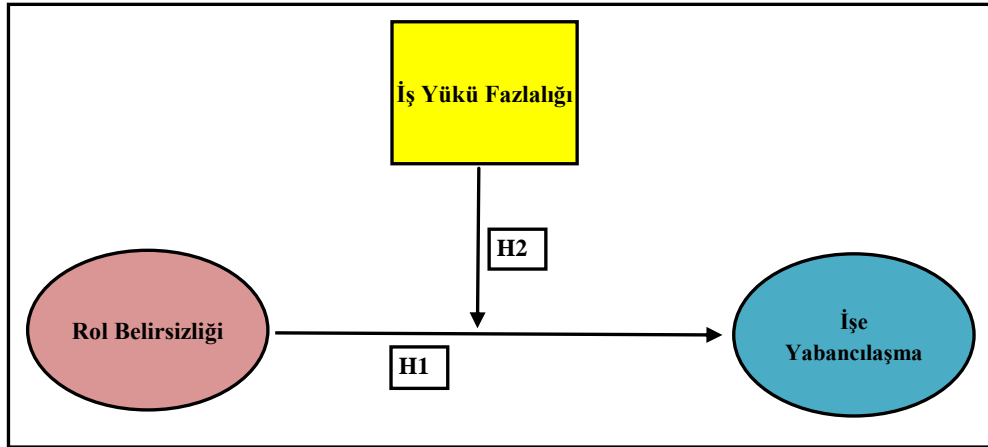 İş Yükü Fazlalığı
H2
Rol Belirsizliği
H1
İşe
Yabancılaşma